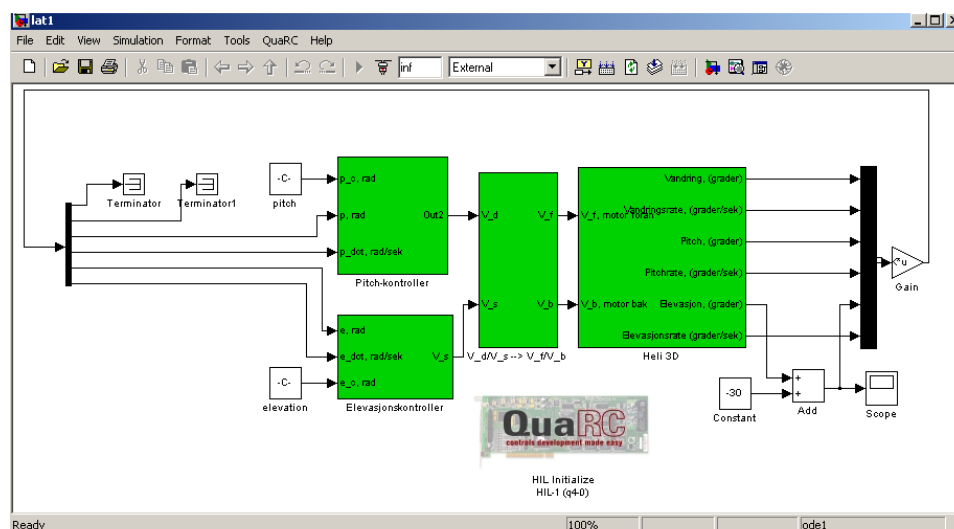 lat1
File Edit View Simulation Format Tools QuaRC Help
inf External
Terminator
Terminator1
-C-
pitch
p_c, rad
p, rad
p_dot, rad/sek
Out2
Pitch-kontroller
e, rad
e_dot, rad/sek
e_c, rad
V_s
Elevasjonskontroller
-C-
elevation
V_d
V_s
V_f
V_b
V_d/V_s --> V_f/V_b
V_f, motor foran
V_b, motor bak
Vandring, (grader)
Vandringsrate, (grader/sek)
Pitch, (grader)
Pitchrate, (grader/sek)
Elevasjon, (grader)
Elevasjonsrate (grader/sek)
Heli 3D
u
Gain
-30
Constant
+
+
Add
Scope
QuaRC
controls development made easy
HIL Initialize
HIL-1 (q4-0)
Ready 100% ode1